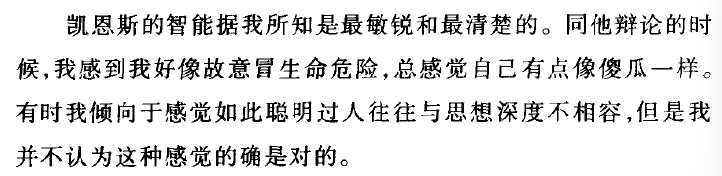 凯恩斯的智能据我所知是最敏锐和最清楚的。同他辩论的时
候,我感到我好像故意冒生命危险,总感觉自己有点像傻瓜一样。
有时我倾向于感觉如此聪明过人往往与思想深度不相容,但是我
并不认为这种感觉的确是对的。